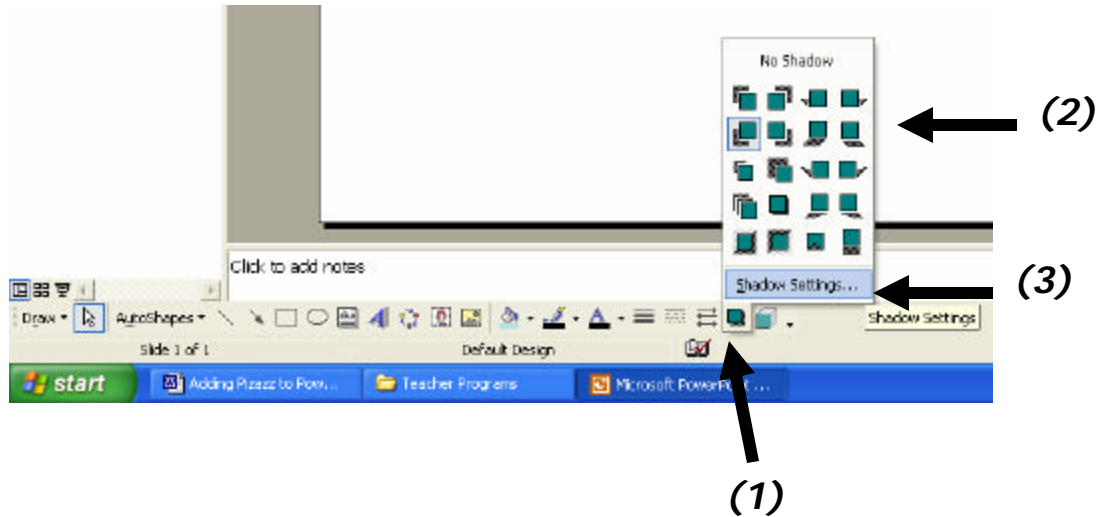 No Shadow
(2)
Click to add notes
Shadow Settings...
(3)
Draw
AutoShapes
Shadow Settings
Slide 1 of 1
Default Design
start
Adding Pizazz to Pow...
Teacher Programs
Microsoft PowerPoint ...
(1)